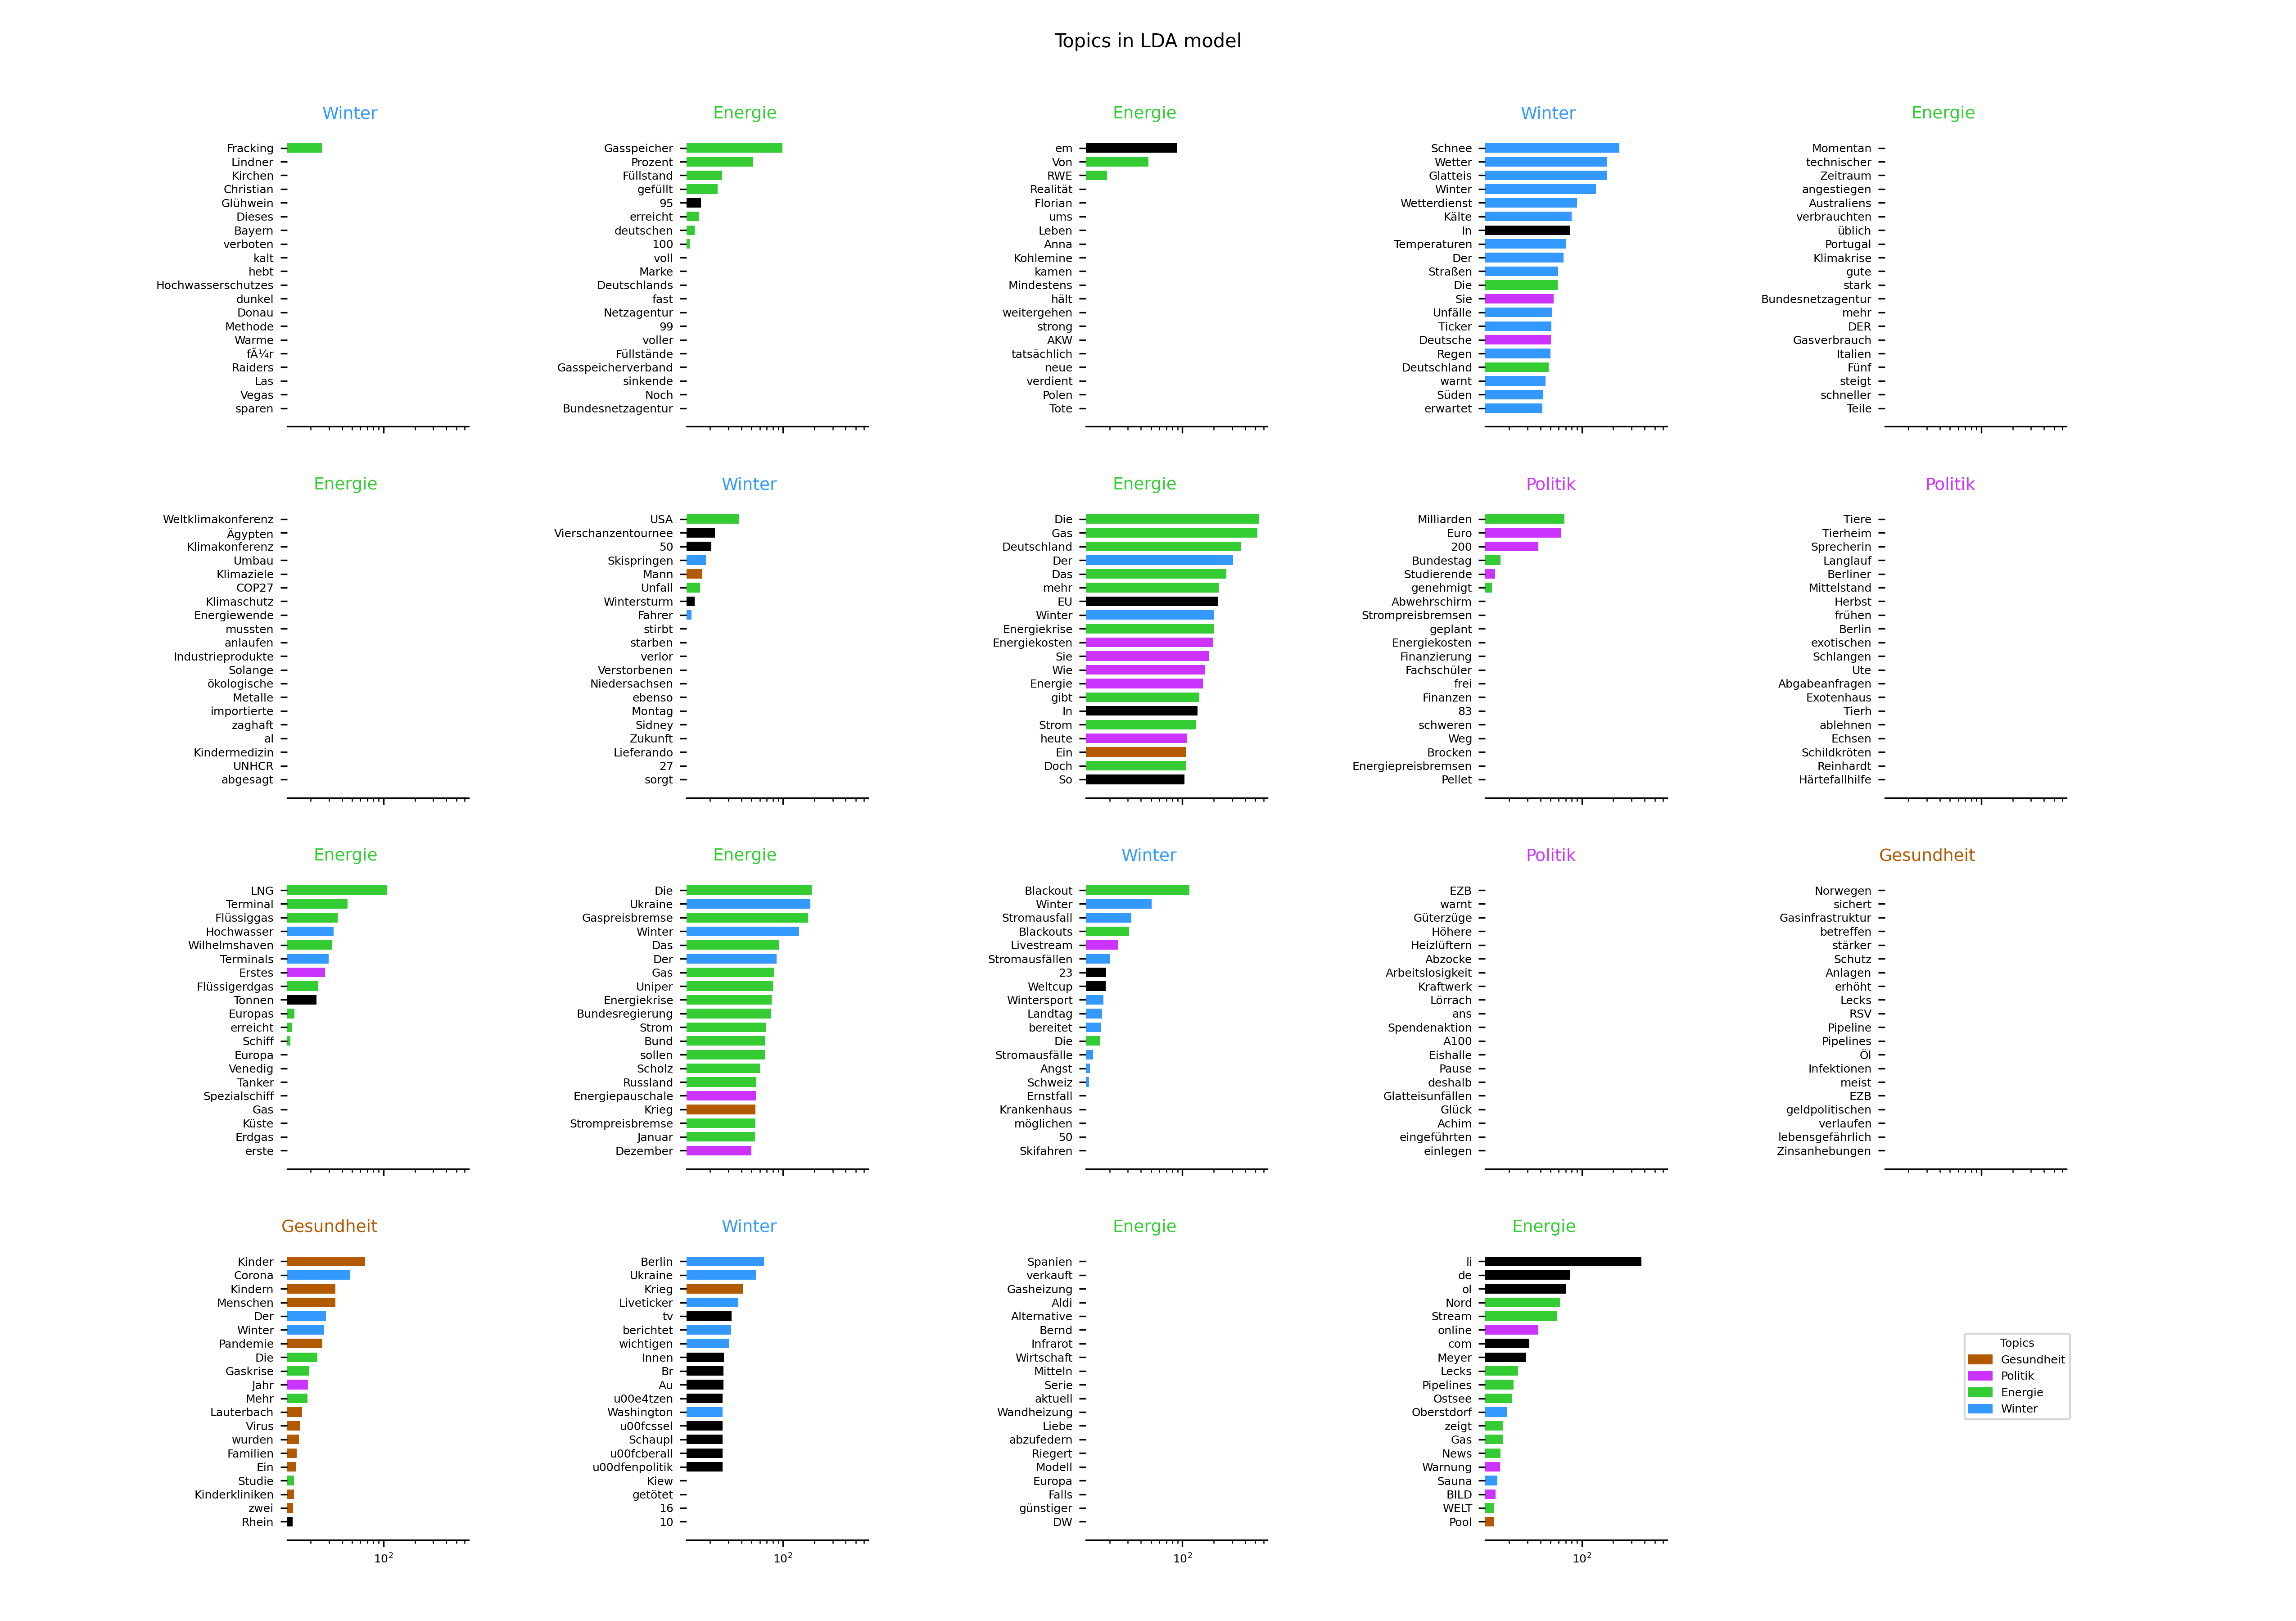 Topics in LDA model
Winter
Fracking
Lindner
Kirchen
Christian
Glühwein
Dieses
Bayern
verboten
kalt
hebt
Hochwasserschutzes
dunkel
Donau
Methode
Warme
fÃ¼r
Raiders
Las
Vegas
sparen
Energie
Gasspeicher
Prozent
Füllstand
gefüllt
95
erreicht
deutschen
100
voll
Marke
Deutschlands
fast
Netzagentur
99
voller
Füllstände
Gasspeicherverband
sinkende
Noch
Bundesnetzagentur
Energie
em
Von
RWE
Realität
Florian
ums
Leben
Anna
Kohlemine
kamen
Mindestens
hält
weitergehen
strong
AKW
tatsächlich
neue
verdient
Polen
Tote
Winter
Schnee
Wetter
Glatteis
Winter
Wetterdienst
Kälte
In
Temperaturen
Der
Straßen
Die
Sie
Unfälle
Ticker
Deutsche
Regen
Deutschland
warnt
Süden
erwartet
Energie
Momentan
technischer
Zeitraum
angestiegen
Australiens
verbrauchten
üblich
Portugal
Klimakrise
gute
stark
Bundesnetzagentur
mehr
DER
Gasverbrauch
Italien
Fünf
steigt
schneller
Teile
Energie
Weltklimakonferenz
Ägypten
Klimakonferenz
Umbau
Klimaziele
COP27
Klimaschutz
Energiewende
mussten
anlaufen
Industrieprodukte
Solange
ökologische
Metalle
importierte
zaghaft
al
Kindermedizin
UNHCR
abgesagt
Winter
USA
Vierschanzentournee
50
Skispringen
Mann
Unfall
Wintersturm
Fahrer
stirbt
starben
verlor
Verstorbenen
Niedersachsen
ebenso
Montag
Sidney
Zukunft
Lieferando
27
sorgt
Energie
Die
Gas
Deutschland
Der
Das
mehr
EU
Winter
Energiekrise
Energiekosten
Sie
Wie
Energie
gibt
In
Strom
heute
Ein
Doch
So
Politik
Milliarden
Euro
200
Bundestag
Studierende
genehmigt
Abwehrschirm
Strompreisbremsen
geplant
Energiekosten
Finanzierung
Fachschüler
frei
Finanzen
83
schweren
Weg
Brocken
Energiepreisbremsen
Pellet
Politik
Tiere
Tierheim
Sprecherin
Langlauf
Berliner
Mittelstand
Herbst
frühen
Berlin
exotischen
Schlangen
Ute
Abgabeanfragen
Exotenhaus
Tierh
ablehnen
Echsen
Schildkröten
Reinhardt
Härtefallhilfe
Energie
LNG
Terminal
Flüssiggas
Hochwasser
Wilhelmshaven
Terminals
Erstes
Flüssigerdgas
Tonnen
Europas
erreicht
Schiff
Europa
Venedig
Tanker
Spezialschiff
Gas
Küste
Erdgas
erste
Energie
Die
Ukraine
Gaspreisbremse
Winter
Das
Der
Gas
Uniper
Energiekrise
Bundesregierung
Strom
Bund
sollen
Scholz
Russland
Energiepauschale
Krieg
Strompreisbremse
Januar
Dezember
Winter
Blackout
Winter
Stromausfall
Blackouts
Livestream
Stromausfällen
23
Weltcup
Wintersport
Landtag
bereitet
Die
Stromausfälle
Angst
Schweiz
Ernstfall
Krankenhaus
möglichen
50
Skifahren
Politik
EZB
warnt
Güterzüge
Höhere
Heizlüftern
Abzocke
Arbeitslosigkeit
Kraftwerk
Lörrach
ans
Spendenaktion
A100
Eishalle
Pause
deshalb
Glatteisunfällen
Glück
Achim
eingeführten
einlegen
Gesundheit
Norwegen
sichert
Gasinfrastruktur
betreffen
stärker
Schutz
Anlagen
erhöht
Lecks
RSV
Pipeline
Pipelines
Öl
Infektionen
meist
EZB
geldpolitischen
verlaufen
lebensgefährlich
Zinsanhebungen
Gesundheit
Kinder
Corona
Kindern
Menschen
Der
Winter
Pandemie
Die
Gaskrise
Jahr
Mehr
Lauterbach
Virus
wurden
Familien
Ein
Studie
Kinderkliniken
zwei
Rhein
10²
Winter
Berlin
Ukraine
Krieg
Liveticker
tv
berichtet
wichtigen
Innen
Br
Au
u00e4tzen
Washington
u00fcssel
Schaupl
u00fcberall
u00dfenpolitik
Kiew
getötet
16
10
10²
Energie
Spanien
verkauft
Gasheizung
Aldi
Alternative
Bernd
Infrarot
Wirtschaft
Mitteln
Serie
aktuell
Wandheizung
Liebe
abzufedern
Riegert
Modell
Europa
Falls
günstiger
DW
10²
Energie
li
de
ol
Nord
Stream
online
com
Meyer
Lecks
Pipelines
Ostsee
Oberstdorf
zeigt
Gas
News
Warnung
Sauna
BILD
WELT
Pool
10²
Topics
Gesundheit
Politik
Energie
Winter